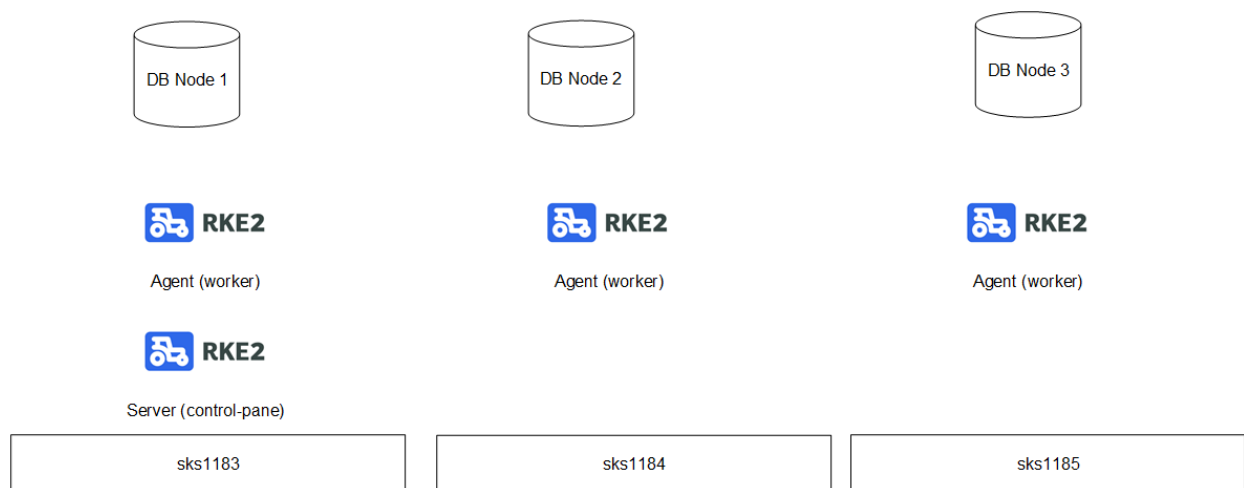 DB Node 1
DB Node 2
DB Node 3
RKE2
RKE2
RKE2
Agent (worker)
Agent (worker)
Agent (worker)
RKE2
Server (control-pane)
sks1183
sks1184
sks1185